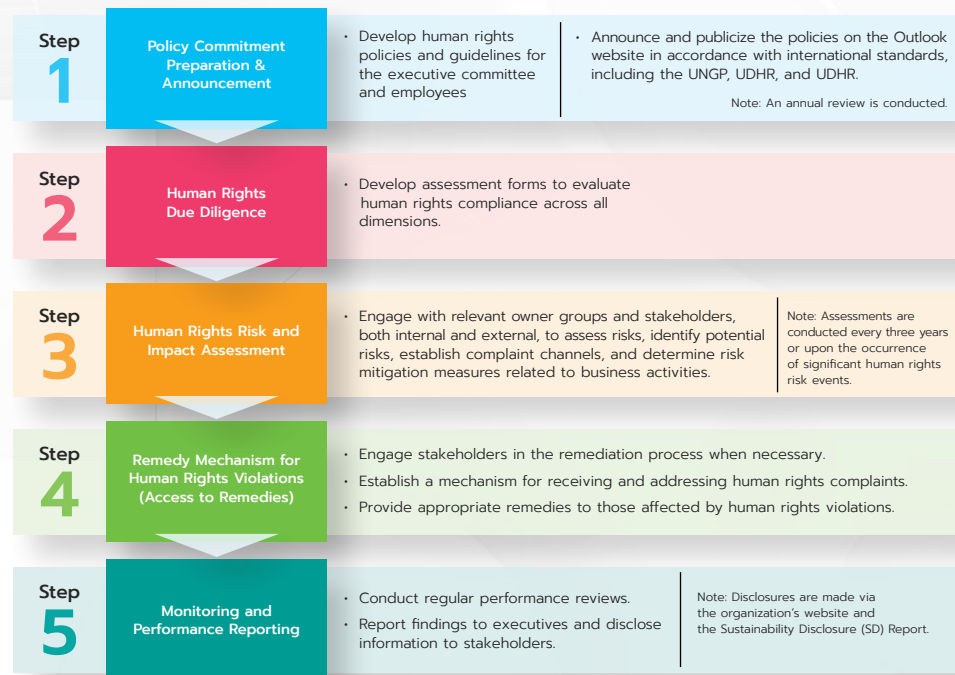 Step
1
Policy Commitment
Preparation &
Announcement
• Develop human rights
policies and guidelines for
the executive committee
and employees
• Announce and publicize the policies on the Outlook
website in accordance with international standards,
including the UNGP, UDHR, and UDHR.
Note: An annual review is conducted.
Step
2
Human Rights
Due Diligence
• Develop assessment forms to evaluate
human rights compliance across all
dimensions.
Step
3
Human Rights Risk and
Impact Assessment
• Engage with relevant owner groups and stakeholders,
both internal and external, to assess risks, identify potential
risks, establish complaint channels, and determine risk
mitigation measures related to business activities.
Note: Assessments are
conducted every three years
or upon the occurrence
of significant human rights
risk events.
Step
4
Remedy Mechanism for
Human Rights Violations
(Access to Remedies)
• Engage stakeholders in the remediation process when necessary.
• Establish a mechanism for receiving and addressing human rights complaints.
• Provide appropriate remedies to those affected by human rights violations.
Step
5
Monitoring and
Performance Reporting
• Conduct regular performance reviews.
• Report findings to executives and disclose
information to stakeholders.
Note: Disclosures are made via
the organization's website and
the Sustainability Disclosure (SD) Report.